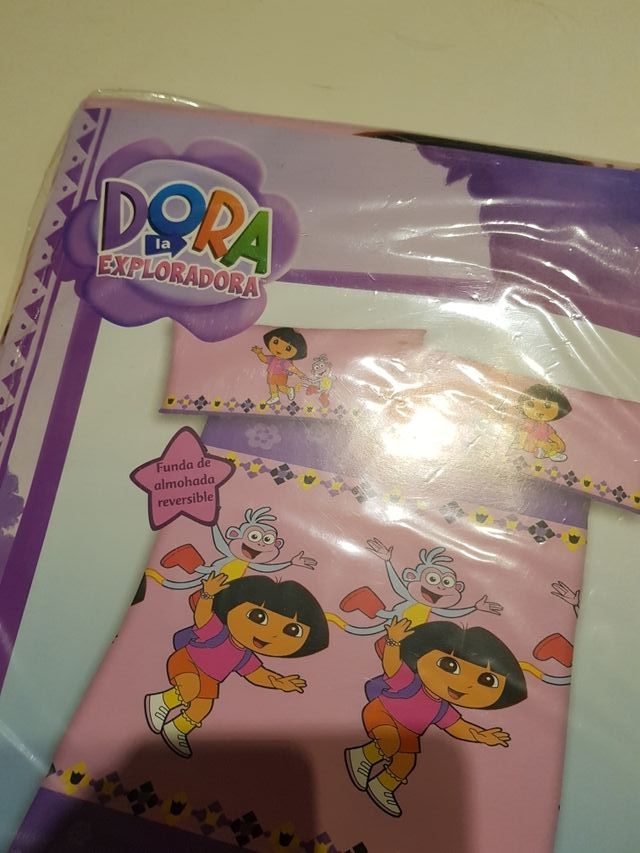 DORA
la
EXPLORADORA
Funda de
almohada
reversible